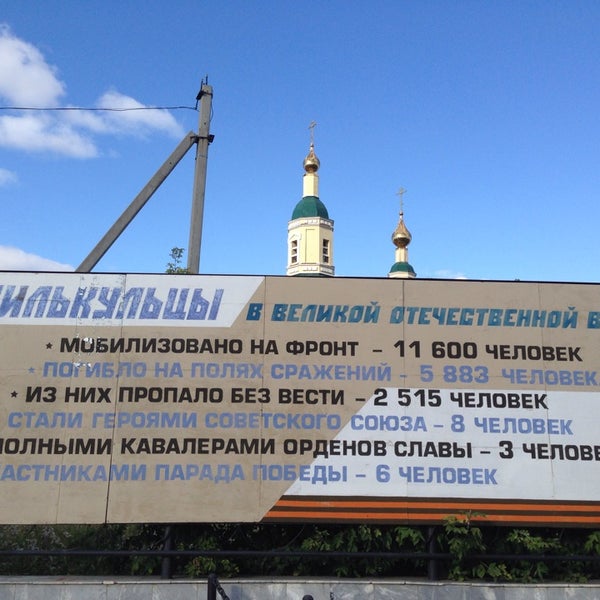 ИЛЬКУЛЬЦЫ В ВЕЛИКОЙ ОТЕЧЕСТВЕННОЙ В
★ МОБИЛИЗОВАНО НА ФРОНТ – 11 600 ЧЕЛОВЕК
★ ПОГИБЛО НА ПОЛЯХ СРАЖЕНИЙ – 5 883 ЧЕЛОВЕК
★ ИЗ НИХ ПРОПАЛО БЕЗ ВЕСТИ – 2 515 ЧЕЛОВЕК
СТАЛИ ГЕРОЯМИ СОВЕТСКОГО СОЮЗА – 8 ЧЕЛОВЕК
ПОЛНЫМИ КАВАЛЕРАМИ ОРДЕНОВ СЛАВЫ – 3 ЧЕЛОВЕ
АСТНИКАМИ ПАРАДА ПОБЕДЫ – 6 ЧЕЛОВЕК